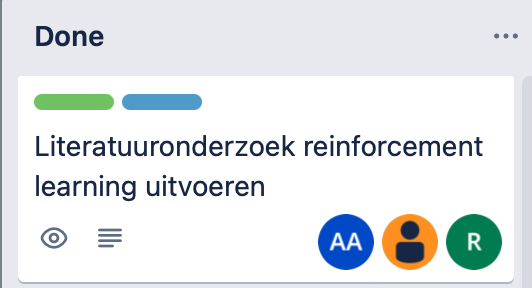 Done
Literatuuronderzoek reinforcement
learning uitvoeren
AA
R